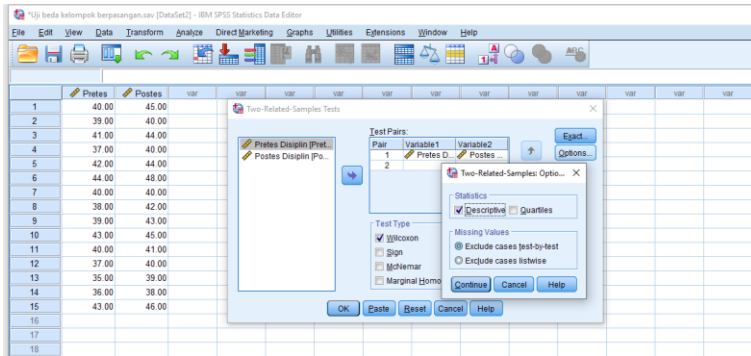 *Uji beda kelompok berpasangan.sav [DataSet2] - IBM SPSS Statistics Data Editor
File Edit View Data Transform Analyze Direct Marketing Graphs Utilities Extensions Window Help
Pretes Postes var var var var var var var var var var var
1 40.00 45.00
2 39.00 40.00
3 41.00 44.00
4 37.00 40.00
5 42.00 44.00
6 44.00 48.00
7 40.00 40.00
8 38.00 42.00
9 39.00 43.00
10 43.00 45.00
11 40.00 41.00
12 37.00 40.00
13 35.00 39.00
14 36.00 38.00
15 43.00 46.00
16
17
18
Two-Related-Samples Tests
Pretes Disiplin [Pret...
Postes Disiplin [Po...
Test Pairs:
Pair Variable1 Variable2
1 Pretes D... Postes ...
2
Exact...
Options...
Test Type
Wilcoxon
Sign
McNemar
Marginal Homo
OK Paste Reset Cancel Help
Two-Related-Samples: Optio...
Statistics
Descriptive Quartiles
Missing Values
Exclude cases test-by-test
Exclude cases listwise
Continue Cancel Help